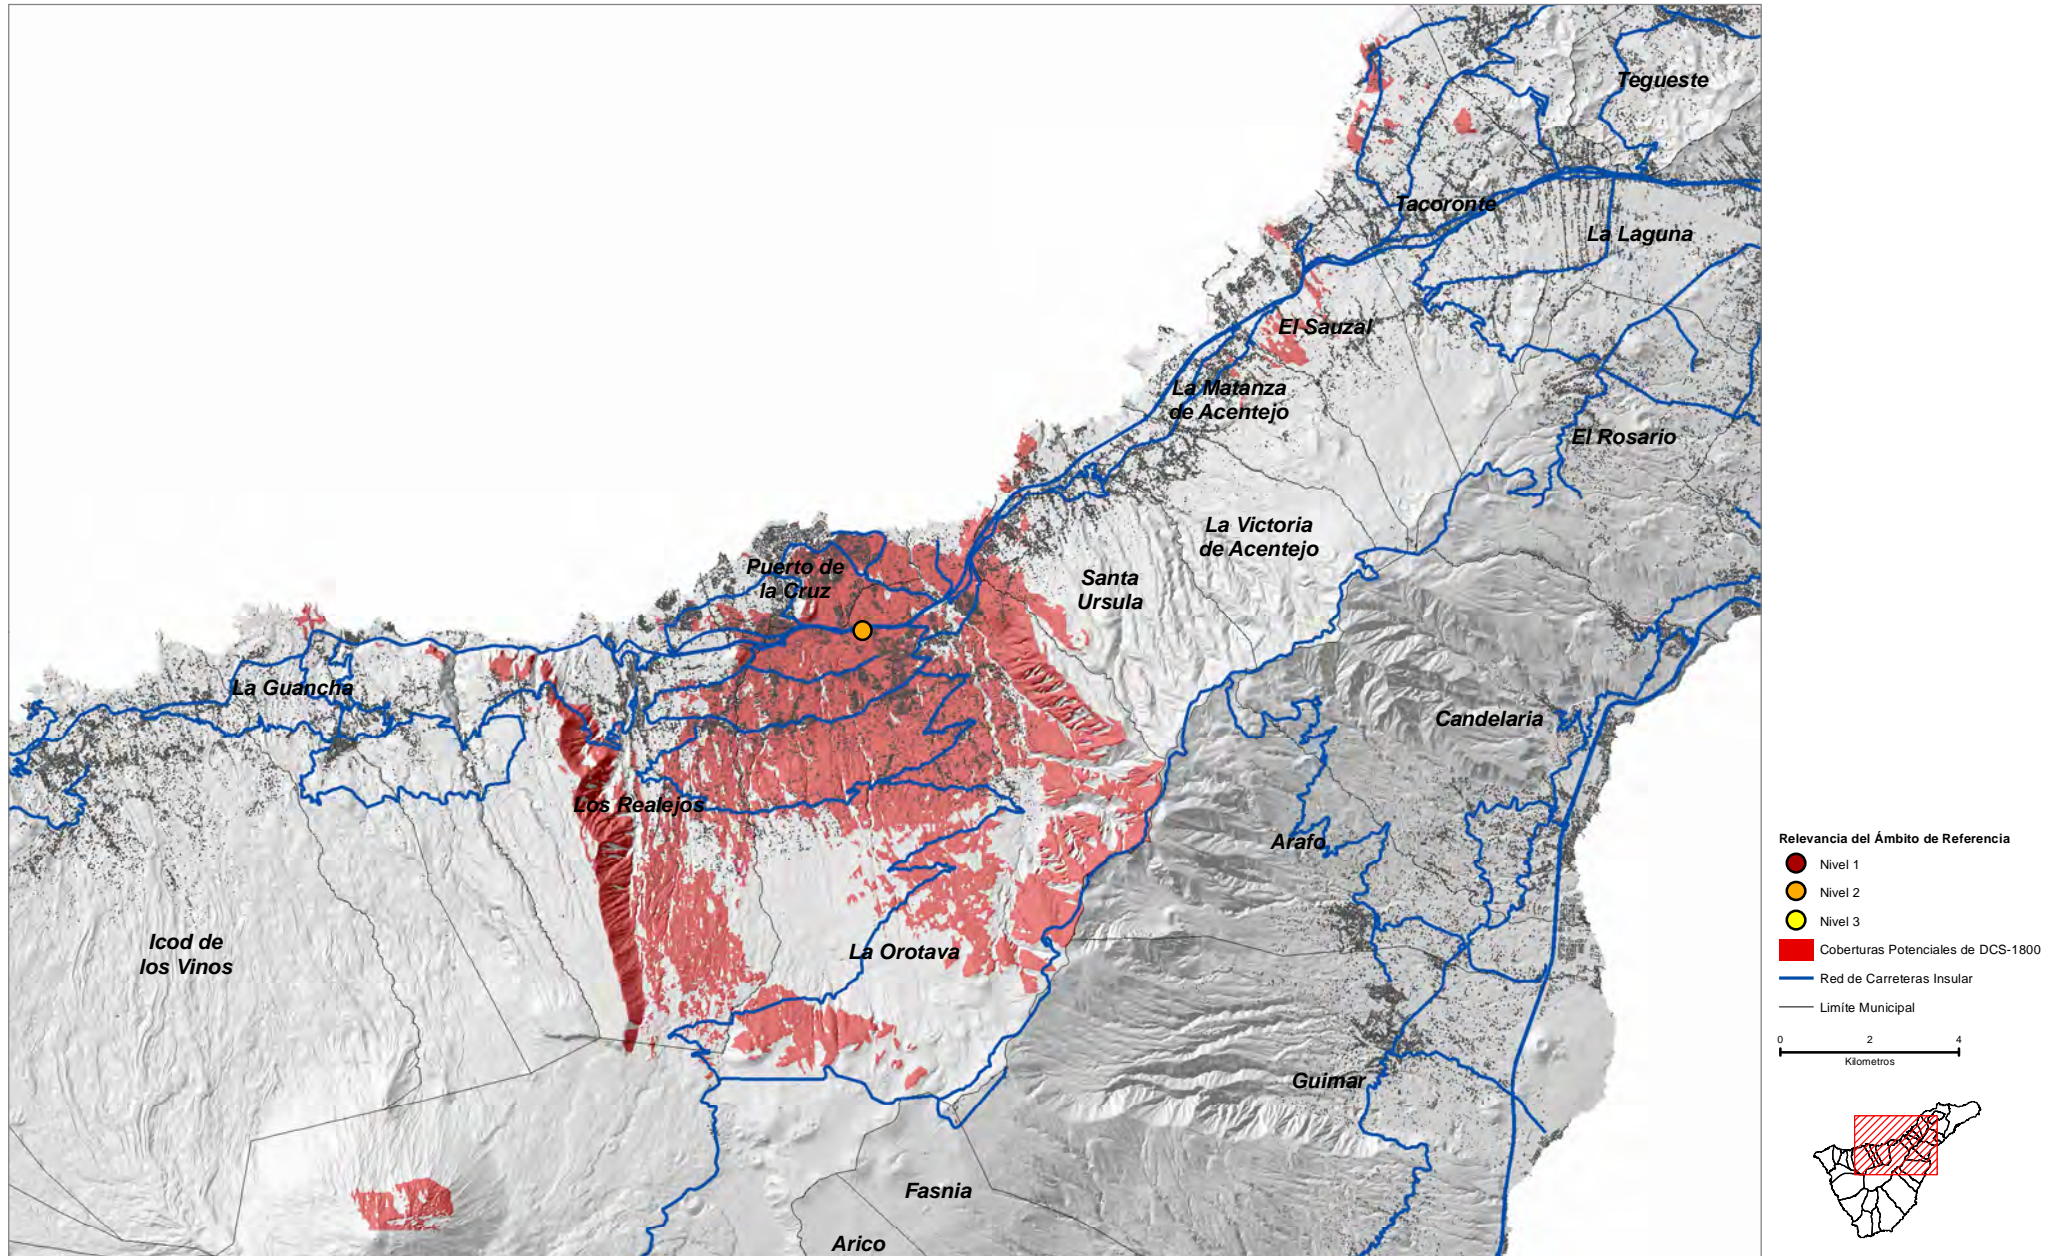 Tegueste
Tacoronte
La Laguna
El Sauzal
La Matanza
de Acentejo
El Rosario
La Victoria
de Acentejo
Puerto de
la Cruz
Santa
Ursula
La Guancha
Candelaria
Los Realejos
Arafo
Icod de
los Vinos
La Orotava
Guimar
Fasnia
Arico
Relevancia del Ámbito de Referencia
Nivel 1
Nivel 2
Nivel 3
Coberturas Potenciales de DCS-1800
Red de Carreteras Insular
Limíte Municipal
0 2 4
Kilometros